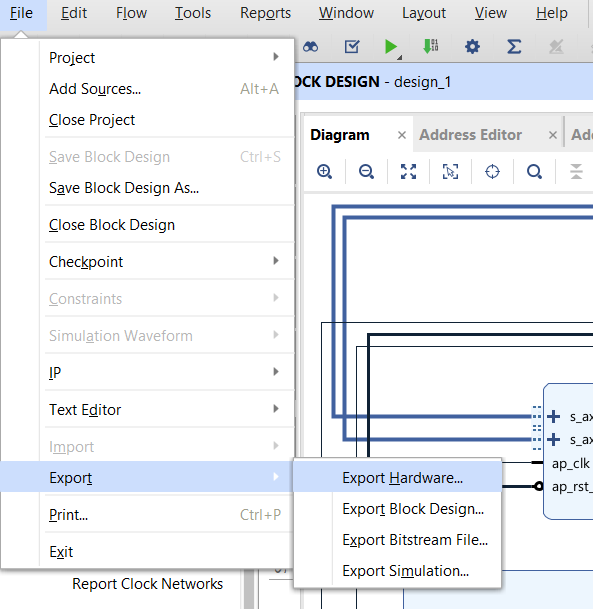 File Edit Flow Tools Reports Window Layout View Help
Project
Add Sources... Alt+A
Close Project
Save Block Design Ctrl+S
Save Block Design As...
Close Block Design
Checkpoint
Constraints
Simulation Waveform
IP
Text Editor
Import
Export
Print... Ctrl+P
Exit
Export Hardware...
Export Block Design...
Export Bitstream File...
Export Simulation...
Report Clock Networks
OCK DESIGN - design_1
Diagram Address Editor Add
s_ax
s_ax
ap_clk
ap_rst_